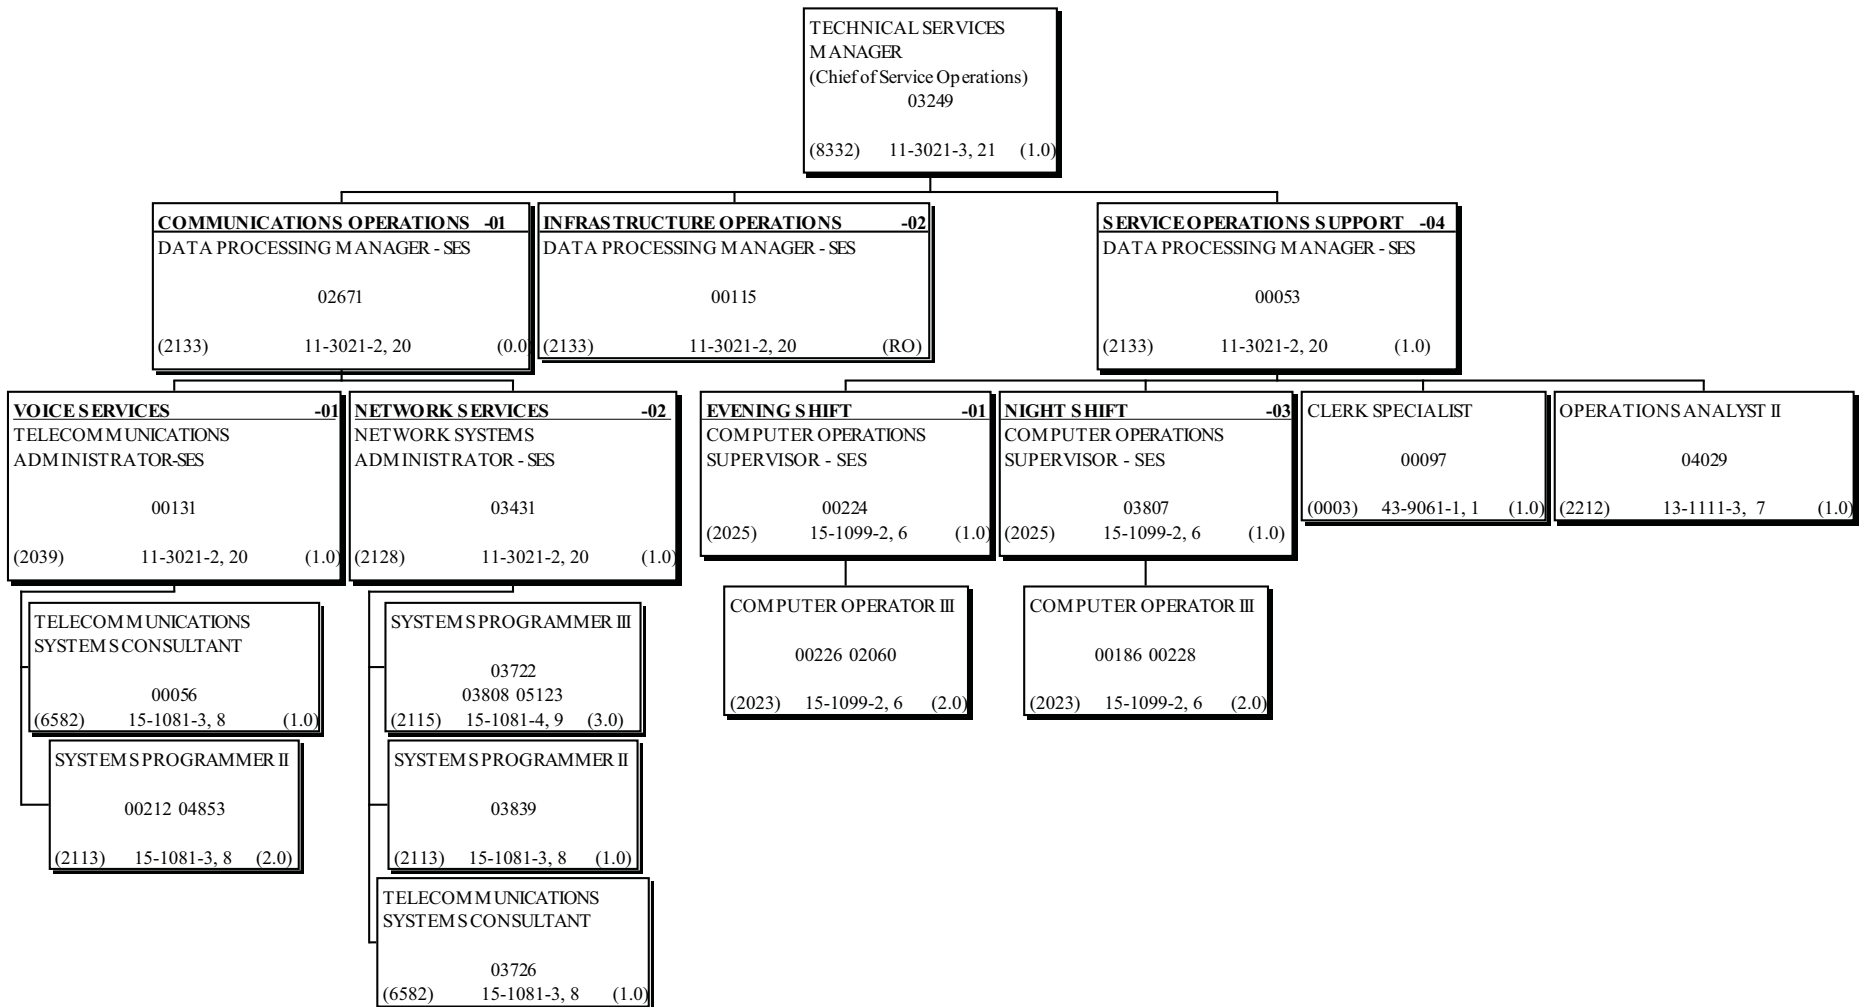 TECHNICAL SERVICES
MANAGER
(Chief of Service Operations)
03249
(8332) 11-3021-3, 21 (1.0)
COMMUNICATIONS OPERATIONS -01
DATA PROCESSING MANAGER - SES
02671
(2133) 11-3021-2, 20 (0.0)
INFRASTRUCTURE OPERATIONS -02
DATA PROCESSING MANAGER - SES
00115
(2133) 11-3021-2, 20 (RO)
SERVICE OPERATIONS SUPPORT -04
DATA PROCESSING MANAGER - SES
00053
(2133) 11-3021-2, 20 (1.0)
VOICE SERVICES -01
TELECOMMUNICATIONS
ADMINISTRATOR-SES
00131
(2039) 11-3021-2, 20 (1.0)
NETWORK SERVICES -02
NETWORK SYSTEMS
ADMINISTRATOR - SES
03431
(2128) 11-3021-2, 20 (1.0)
EVENING SHIFT -01
COMPUTER OPERATIONS
SUPERVISOR - SES
00224
(2025) 15-1099-2, 6 (1.0)
NIGHT SHIFT -03
COMPUTER OPERATIONS
SUPERVISOR - SES
03807
(2025) 15-1099-2, 6 (1.0)
CLERK SPECIALIST
00097
(0003) 43-9061-1, 1 (1.0)
OPERATIONS ANALYST II
04029
(2212) 13-1111-3, 7 (1.0)
TELECOMMUNICATIONS
SYSTEMS CONSULTANT
00056
(6582) 15-1081-3, 8 (1.0)
SYSTEMS PROGRAMMER II
00212 04853
(2113) 15-1081-3, 8 (2.0)
SYSTEMS PROGRAMMER III
03722
03808 05123
(2115) 15-1081-4, 9 (3.0)
SYSTEMS PROGRAMMER II
03839
(2113) 15-1081-3, 8 (1.0)
TELECOMMUNICATIONS
SYSTEMS CONSULTANT
03726
(6582) 15-1081-3, 8 (1.0)
COMPUTER OPERATOR III
00226 02060
(2023) 15-1099-2, 6 (2.0)
COMPUTER OPERATOR III
00186 00228
(2023) 15-1099-2, 6 (2.0)